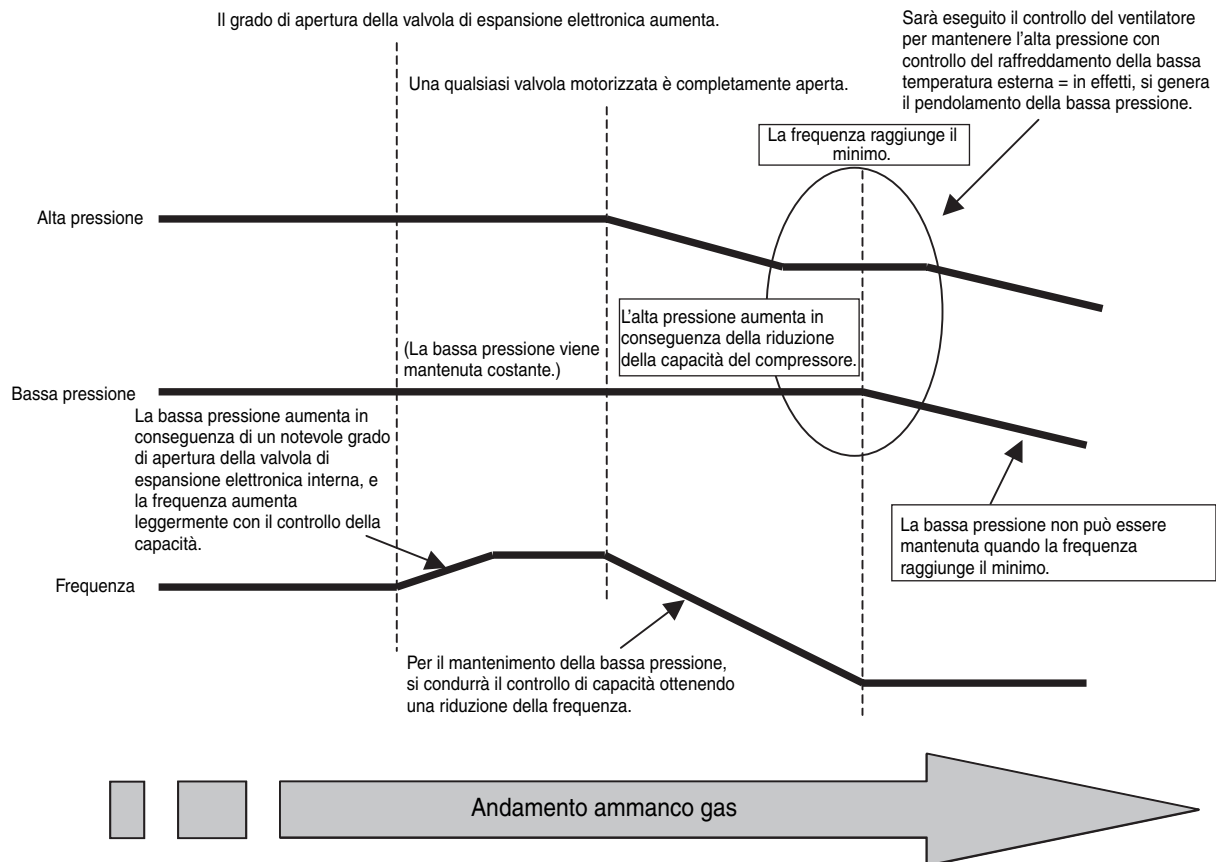 Il grado di apertura della valvola di espansione elettronica aumenta.
Sarà eseguito il controllo del ventilatore
per mantenere l'alta pressione con
controllo del raffreddamento della bassa
temperatura esterna = in effetti, si genera
il pendolamento della bassa pressione.
Una qualsiasi valvola motorizzata è completamente aperta.
La frequenza raggiunge il
minimo.
Alta pressione
L'alta pressione aumenta in
conseguenza della riduzione
della capacità del compressore.
(La bassa pressione viene
mantenuta costante.)
Bassa pressione
La bassa pressione aumenta in
conseguenza di un notevole grado
di apertura della valvola di
espansione elettronica interna, e
la frequenza aumenta
leggermente con il controllo della
capacità.
La bassa pressione non può essere
mantenuta quando la frequenza
raggiunge il minimo.
Frequenza
Per il mantenimento della bassa pressione,
si condurrà il controllo di capacità ottenendo
una riduzione della frequenza.
Andamento ammanco gas